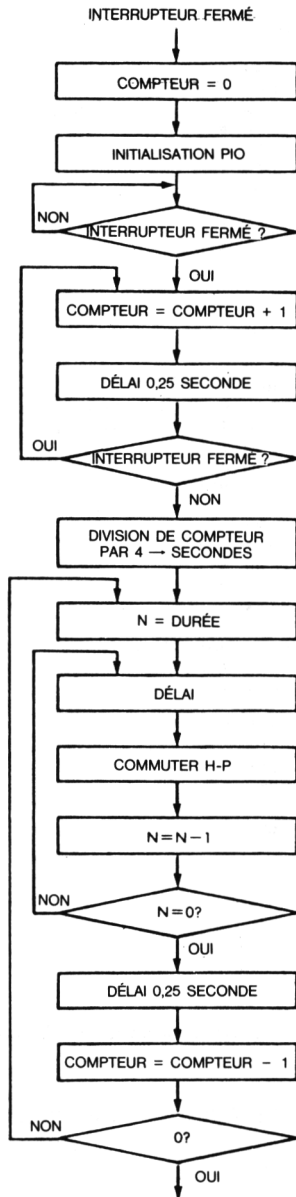 INTERRUPTEUR FERMÉ
COMPTEUR = 0
INITIALISATION PIO
NON
INTERRUPTEUR FERMÉ ?
OUI
COMPTEUR = COMPTEUR + 1
DÉLAI 0,25 SECONDE
OUI
INTERRUPTEUR FERMÉ ?
NON
DIVISION DE COMPTEUR
PAR 4 → SECONDES
N = DURÉE
DÉLAI
COMMUTER H-P
N = N – 1
NON
N = 0?
OUI
DÉLAI 0,25 SECONDE
COMPTEUR = COMPTEUR – 1
NON
0?
OUI